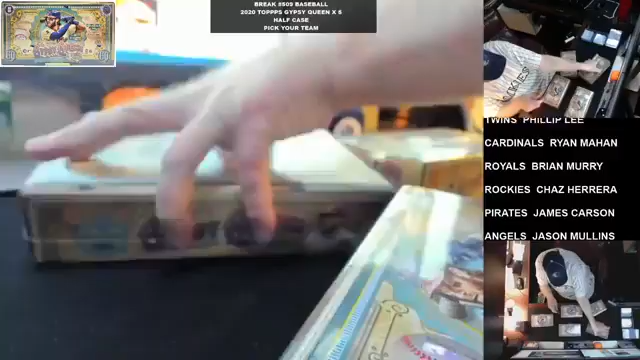 BREAK #509 BASEBALL
2020 TOPPPS GYPSY QUEEN X 5
HALF CASE
PICK YOUR TEAM
TWINS PHILLIP LEE
CARDINALS RYAN MAHAN
ROYALS BRIAN MURRY
ROCKIES CHAZ HERRERA
PIRATES JAMES CARSON
ANGELS JASON MULLINS